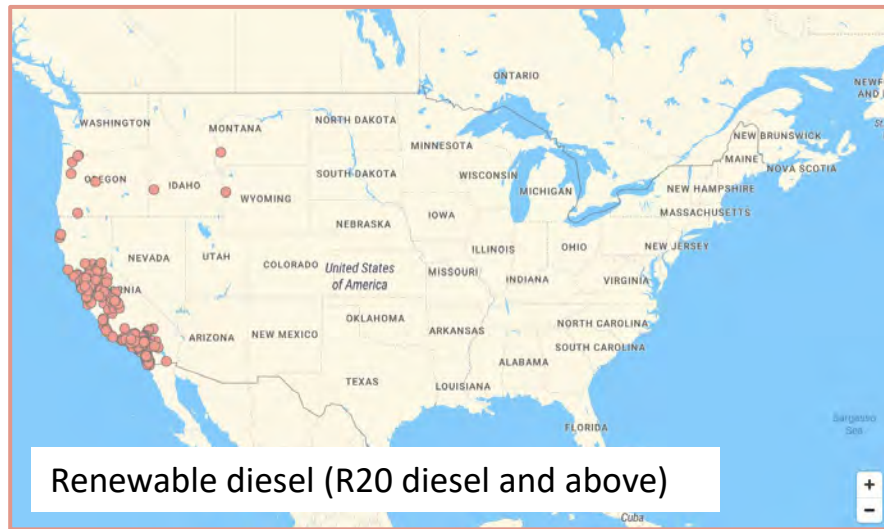 ONTARIO
NEWF
AND
WASHINGTON
MONTANA
NORTH DAKOTA
MINNESOTA
NEW BRUNSWICK
MAINE
NOVA SCOTIA
OREGON
IDAHO
SOUTH DAKOTA
WISCONSIN
MICHIGAN
NEW HAMPSHIRE
WYOMING
MASSACHUSETTS
NEBRASKA
IOWA
NEVADA
UTAH
COLORADO
United States
of America
ILLINOIS
OHIO
NEW JERSEY
MISSOURI
INDIANA
VIRGINIA
RNIA
ARIZONA
NEW MEXICO
OKLAHOMA
ARKANSAS
NORTH CAROLINA
SOUTH CAROLINA
ALABAMA
TEXAS
LOUISIANA
FLORIDA
Sargasso
Sea
Renewable diesel (R20 diesel and above)
+
−
Cuba